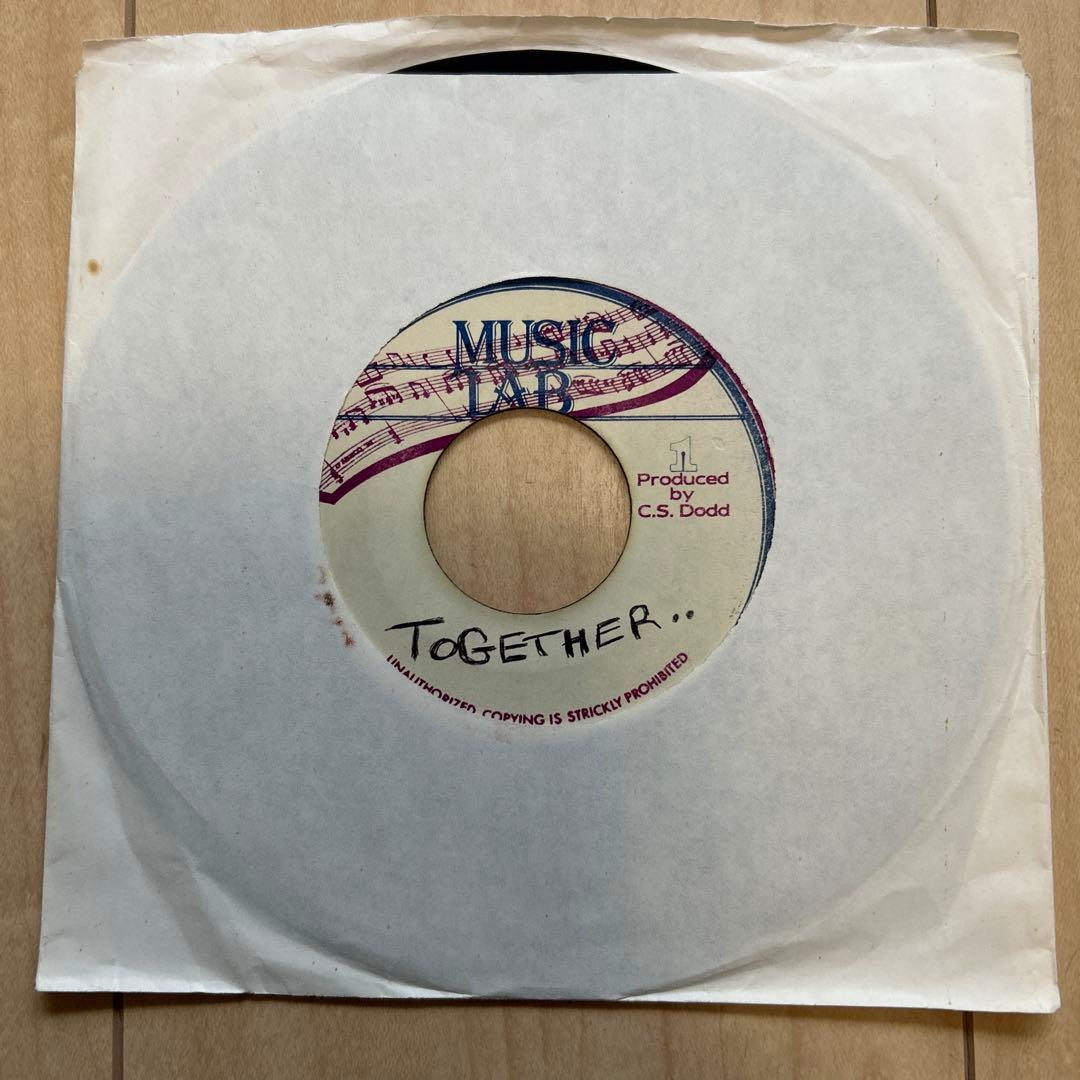 MUSIC
LAB
1
Produced
by
C.S. Dodd
TOGETHER..
UNAUTHORIZED COPYING IS STRICKLY PROHIBITED